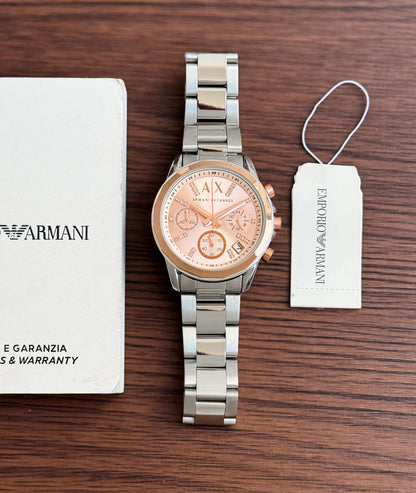 ARMANI
E GARANZIA
& WARRANTY
AX
ARMANI EXCHANGE
EMPORIO ARMANI